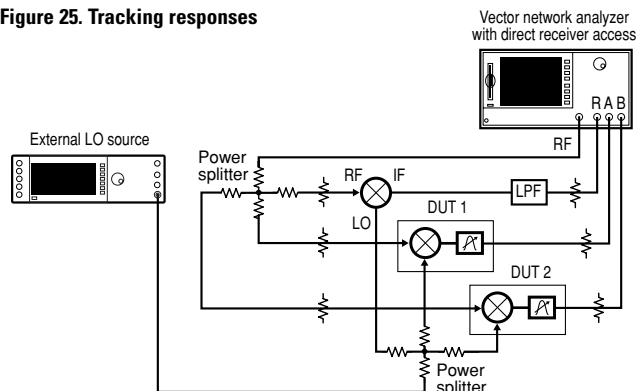 Figure 25. Tracking responses
Vector network analyzer
with direct receiver access
R A B
RF
External LO source
Power
splitter
RF
IF
LPF
LO
DUT 1
DUT 2
Power
splitter